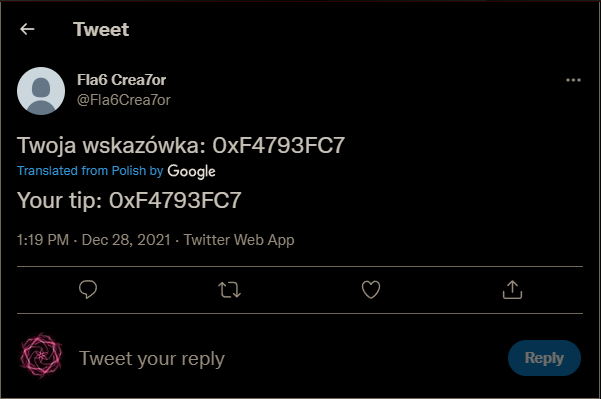 Tweet
Fla6 Crea7or
@Fla6Crea7or
Twoja wskazówka: 0xF4793FC7
Translated from Polish by Google
Your tip: 0xF4793FC7
1:19 PM · Dec 28, 2021 · Twitter Web App
Tweet your reply
Reply